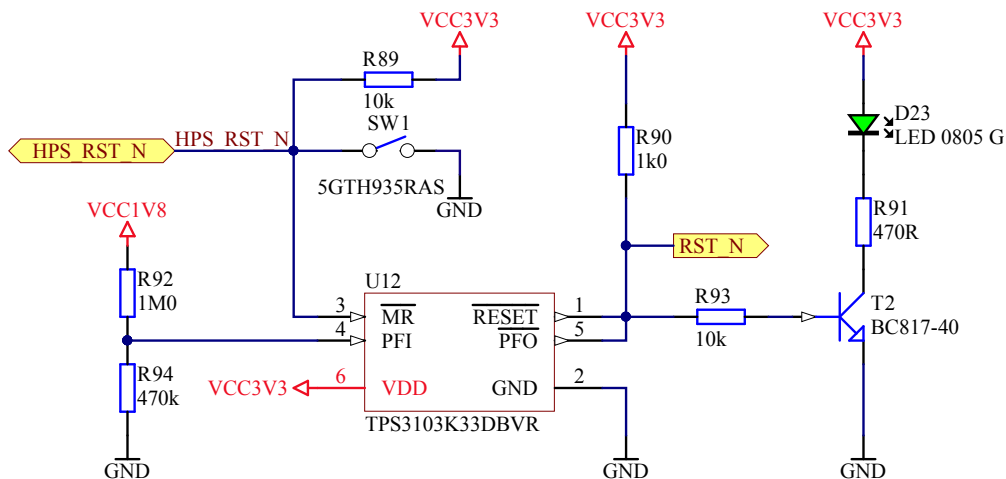 VCC3V3
VCC3V3
VCC3V3
R89
10k
SW1
5GTH935RAS
GND
HPS_RST_N
HPS_RST_N
R90
1k0
D23
LED 0805 G
R91
470R
VCC1V8
R92
1M0
R94
470k
GND
RST_N
U12
3
MR
RESET
1
4
PFI
PFO
5
VCC3V3
6
VDD
GND
2
TPS3103K33DBVR
GND
R93
10k
T2
BC817-40
GND